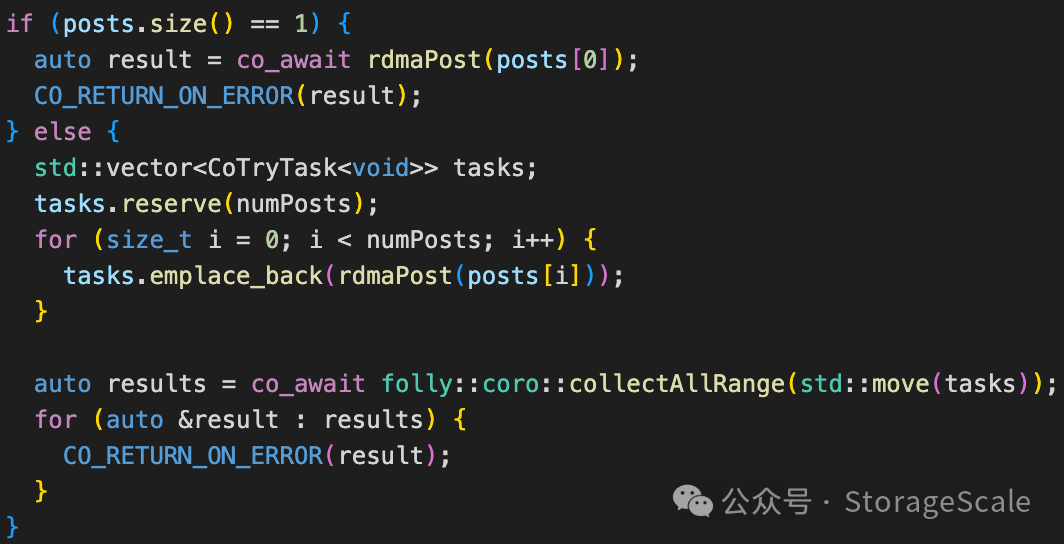 if (posts.size() == 1) {
  auto result = co_await rdmaPost(posts[0]);
  CO_RETURN_ON_ERROR(result);
} else {
  std::vector<CoTryTask<void>> tasks;
  tasks.reserve(numPosts);
  for (size_t i = 0; i < numPosts; i++) {
    tasks.emplace_back(rdmaPost(posts[i]));
  }

  auto results = co_await folly::coro::collectAllRange(std::move(tasks));
  for (auto &result : results) {
    CO_RETURN_ON_ERROR(result);
  }
}
公众号 · StorageScale